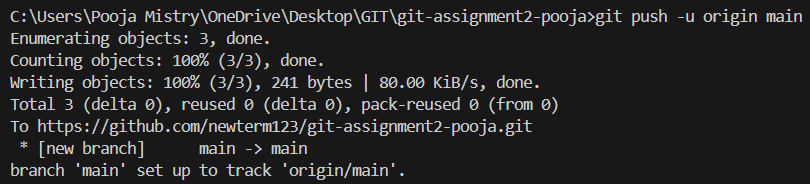 C:\Users\Pooja Mistry\OneDrive\Desktop\GIT\git-assignment2-pooja>git push -u origin main
Enumerating objects: 3, done.
Counting objects: 100% (3/3), done.
Writing objects: 100% (3/3), 241 bytes | 80.00 KiB/s, done.
Total 3 (delta 0), reused 0 (delta 0), pack-reused 0 (from 0)
To https://github.com/newterm123/git-assignment2-pooja.git
 * [new branch]      main -> main
branch 'main' set up to track 'origin/main'.